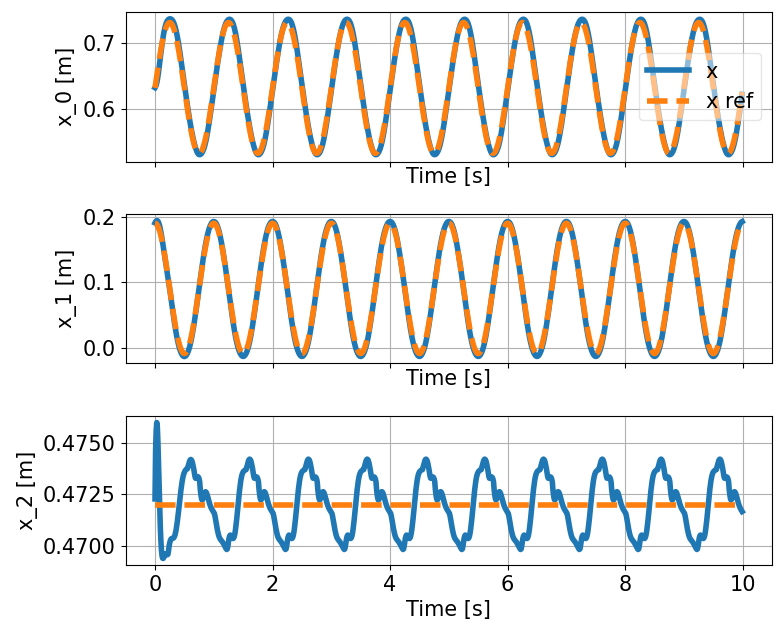 0.7
0.6
x_0 [m]
x
x ref
Time [s]
0.2
0.1
0.0
x_1 [m]
Time [s]
0.4750
0.4725
0.4700
x_2 [m]
0 2 4 6 8 10
Time [s]